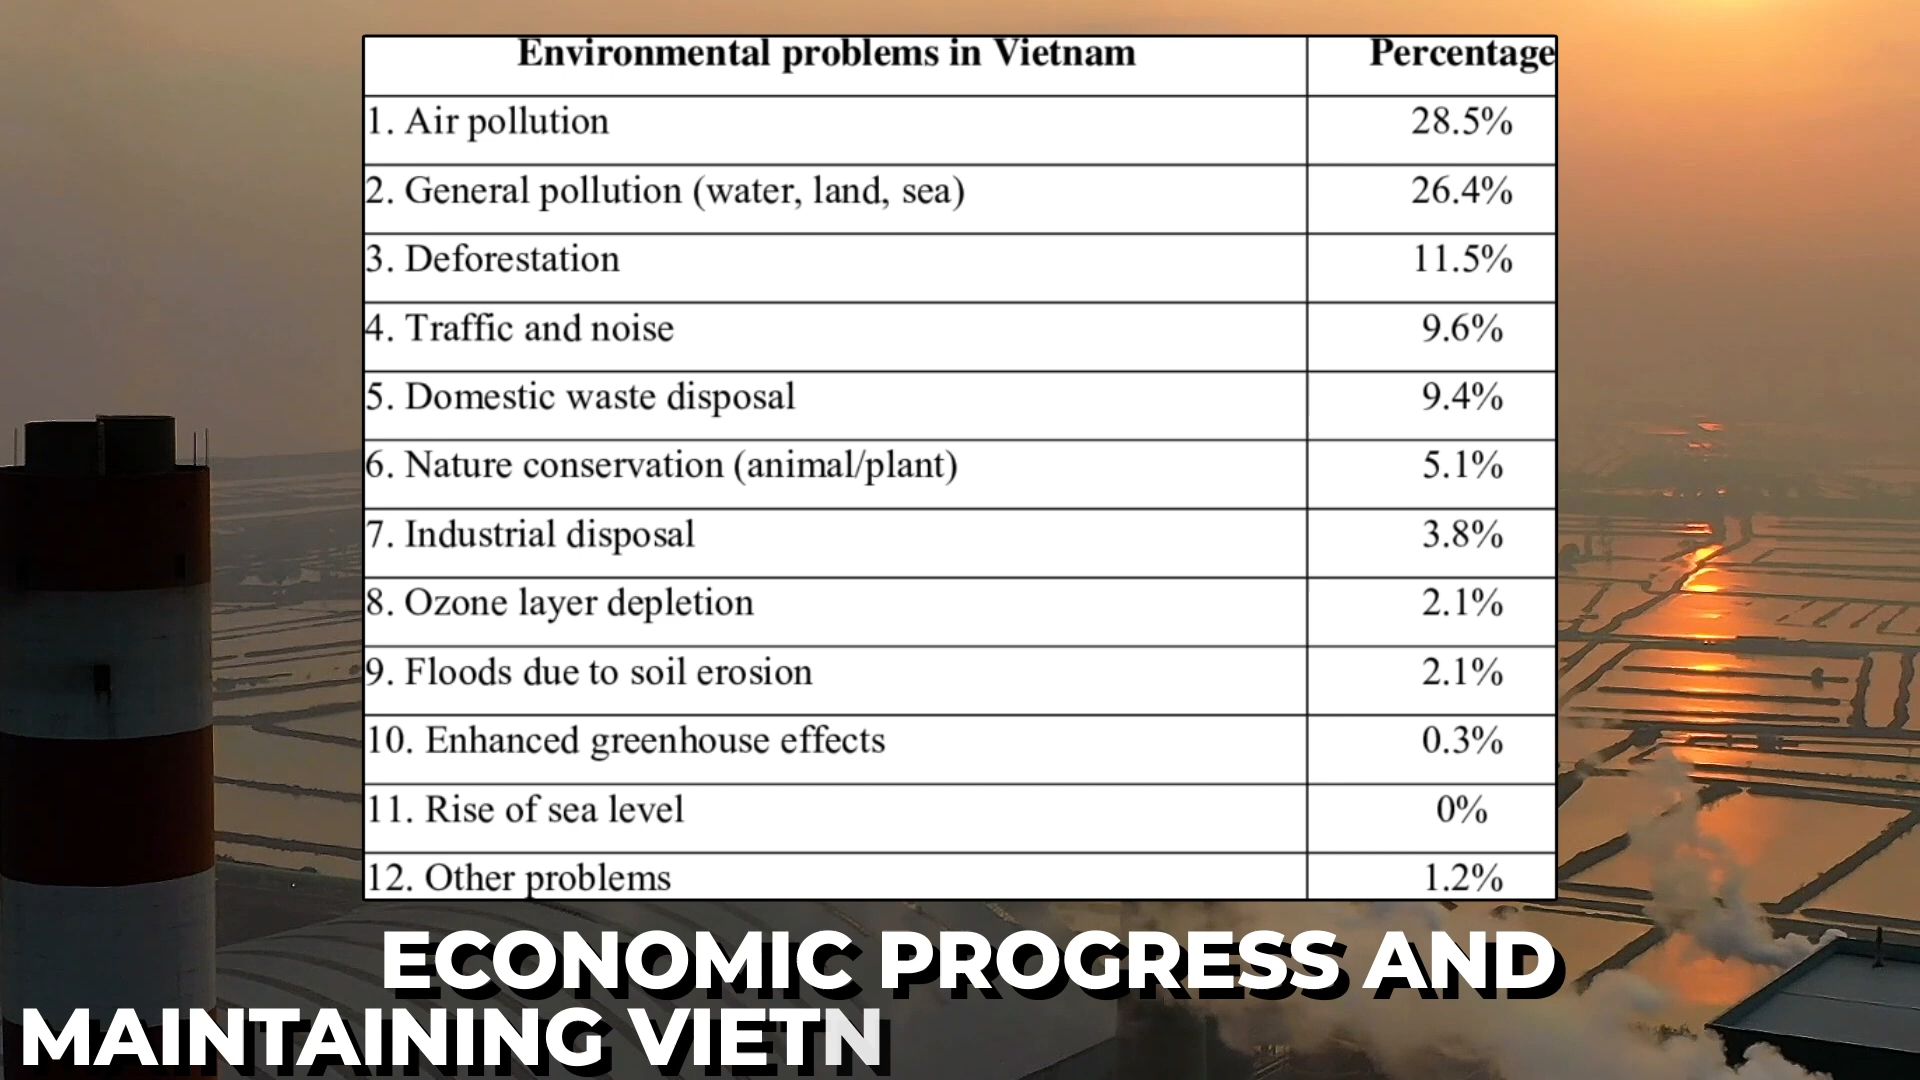 Environmental problems in Vietnam Percentage
1. Air pollution 28.5%
2. General pollution (water, land, sea) 26.4%
3. Deforestation 11.5%
4. Traffic and noise 9.6%
5. Domestic waste disposal 9.4%
6. Nature conservation (animal/plant) 5.1%
7. Industrial disposal 3.8%
8. Ozone layer depletion 2.1%
9. Floods due to soil erosion 2.1%
10. Enhanced greenhouse effects 0.3%
11. Rise of sea level 0%
12. Other problems 1.2%
ECONOMIC PROGRESS AND
MAINTAINING VIETN